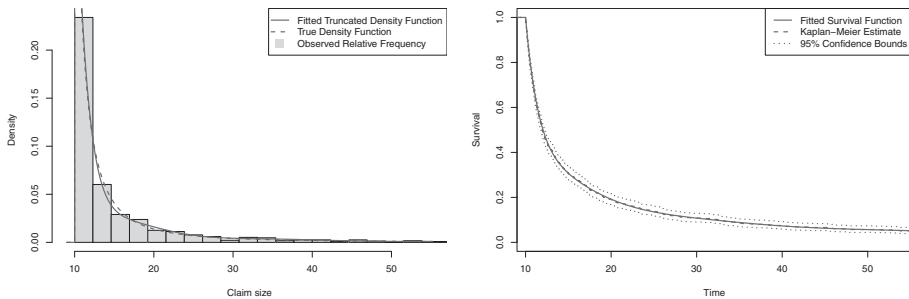 Fitted Truncated Density Function
True Density Function
Observed Relative Frequency
Density
0.00
0.05
0.10
0.15
0.20
10
20
30
40
50
Claim size
Fitted Survival Function
Kaplan−Meier Estimate
95% Confidence Bounds
Survival
0.0
0.2
0.4
0.6
0.8
1.0
10
20
30
40
50
Time